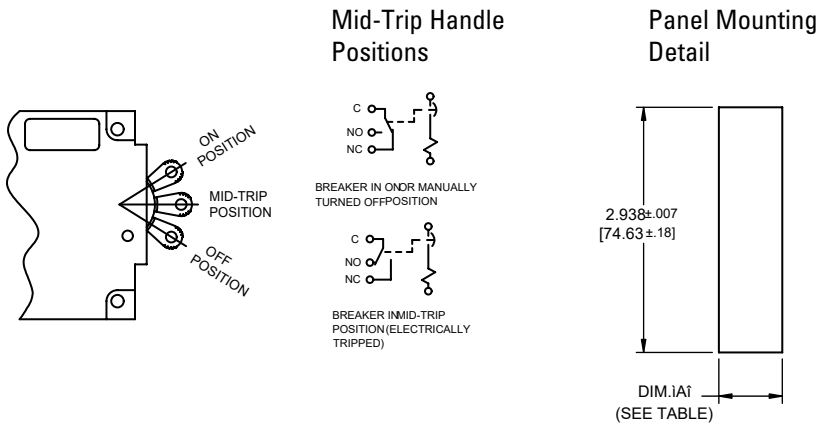 Mid-Trip Handle
Positions
Panel Mounting
Detail
ON
POSITION
MID-TRIP
POSITION
OFF
POSITION
C
NO
NC
BREAKER IN ONOR MANUALLY
TURNED OFFPOSITION
C
NO
NC
BREAKER INMID-TRIP
POSITION(ELECTRICALLY
TRIPPED)
2.938±.007
[74.63±.18]
DIM.ìAî
(SEE TABLE)